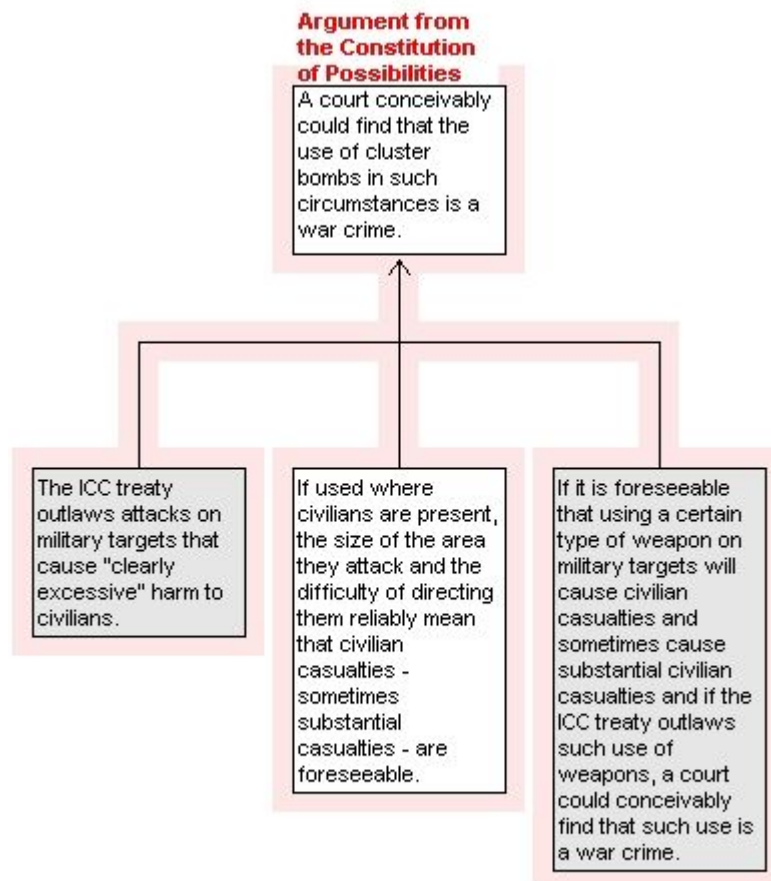 Argument from
the Constitution
of Possibilities
A court conceivably
could find that the
use of cluster
bombs in such
circumstances is a
war crime.
The ICC treaty
outlaws attacks on
military targets that
cause "clearly
excessive" harm to
civilians.
If used where
civilians are present,
the size of the area
they attack and the
difficulty of directing
them reliably mean
that civilian
casualties -
sometimes
substantial
casualties - are
foreseeable.
If it is foreseeable
that using a certain
type of weapon on
military targets will
cause civilian
casualties and
sometimes cause
substantial civilian
casualties and if the
ICC treaty outlaws
such use of
weapons, a court
could conceivably
find that such use is
a war crime.